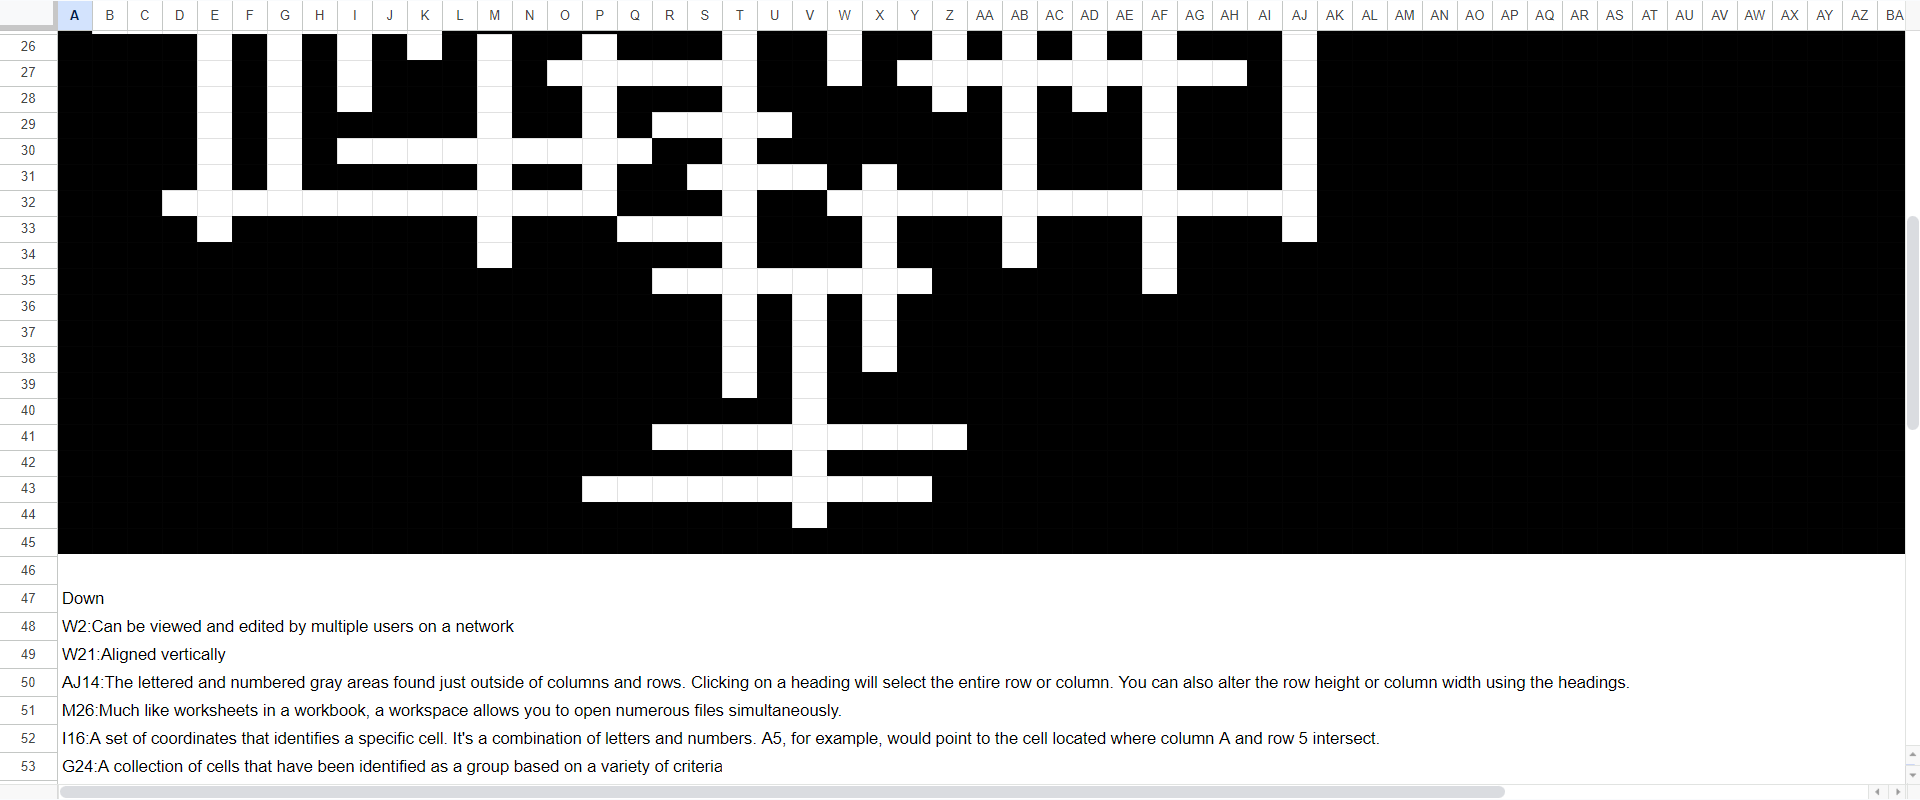 A B C D E F G H I J K L M N O P Q R S T U V W X Y Z AA AB AC AD AE AF AG AH AI AJ AK AL AM AN AO AP AQ AR AS AT AU AV AW AX AY AZ BA
26
27
28
29
30
31
32
33
34
35
36
37
38
39
40
41
42
43
44
45
46
47 Down
48 W2:Can be viewed and edited by multiple users on a network
49 W21:Aligned vertically
50 AJ14:The lettered and numbered gray areas found just outside of columns and rows. Clicking on a heading will select the entire row or column. You can also alter the row height or column width using the headings.
51 M26:Much like worksheets in a workbook, a workspace allows you to open numerous files simultaneously.
52 I16:A set of coordinates that identifies a specific cell. It's a combination of letters and numbers. A5, for example, would point to the cell located where column A and row 5 intersect.
53 G24:A collection of cells that have been identified as a group based on a variety of criteria